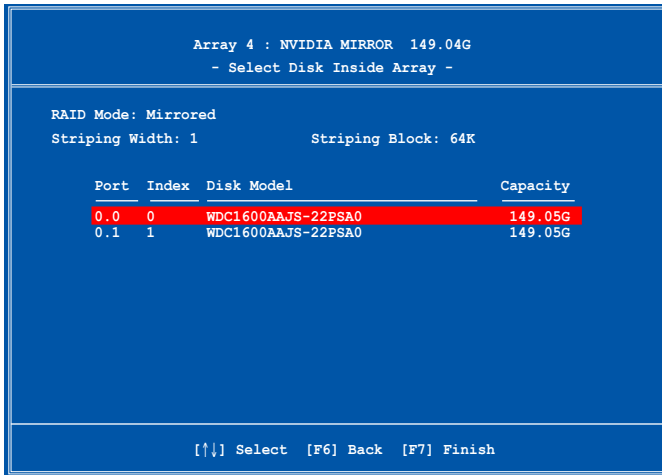 Array 4 : NVIDIA MIRROR 149.04G
- Select Disk Inside Array -
RAID Mode: Mirrored
Striping Width: 1 Striping Block: 64K
Port Index Disk Model Capacity
0.0 0 WDC1600AAJS-22PSA0 149.05G
0.1 1 WDC1600AAJS-22PSA0 149.05G
[↑↓] Select [F6] Back [F7] Finish